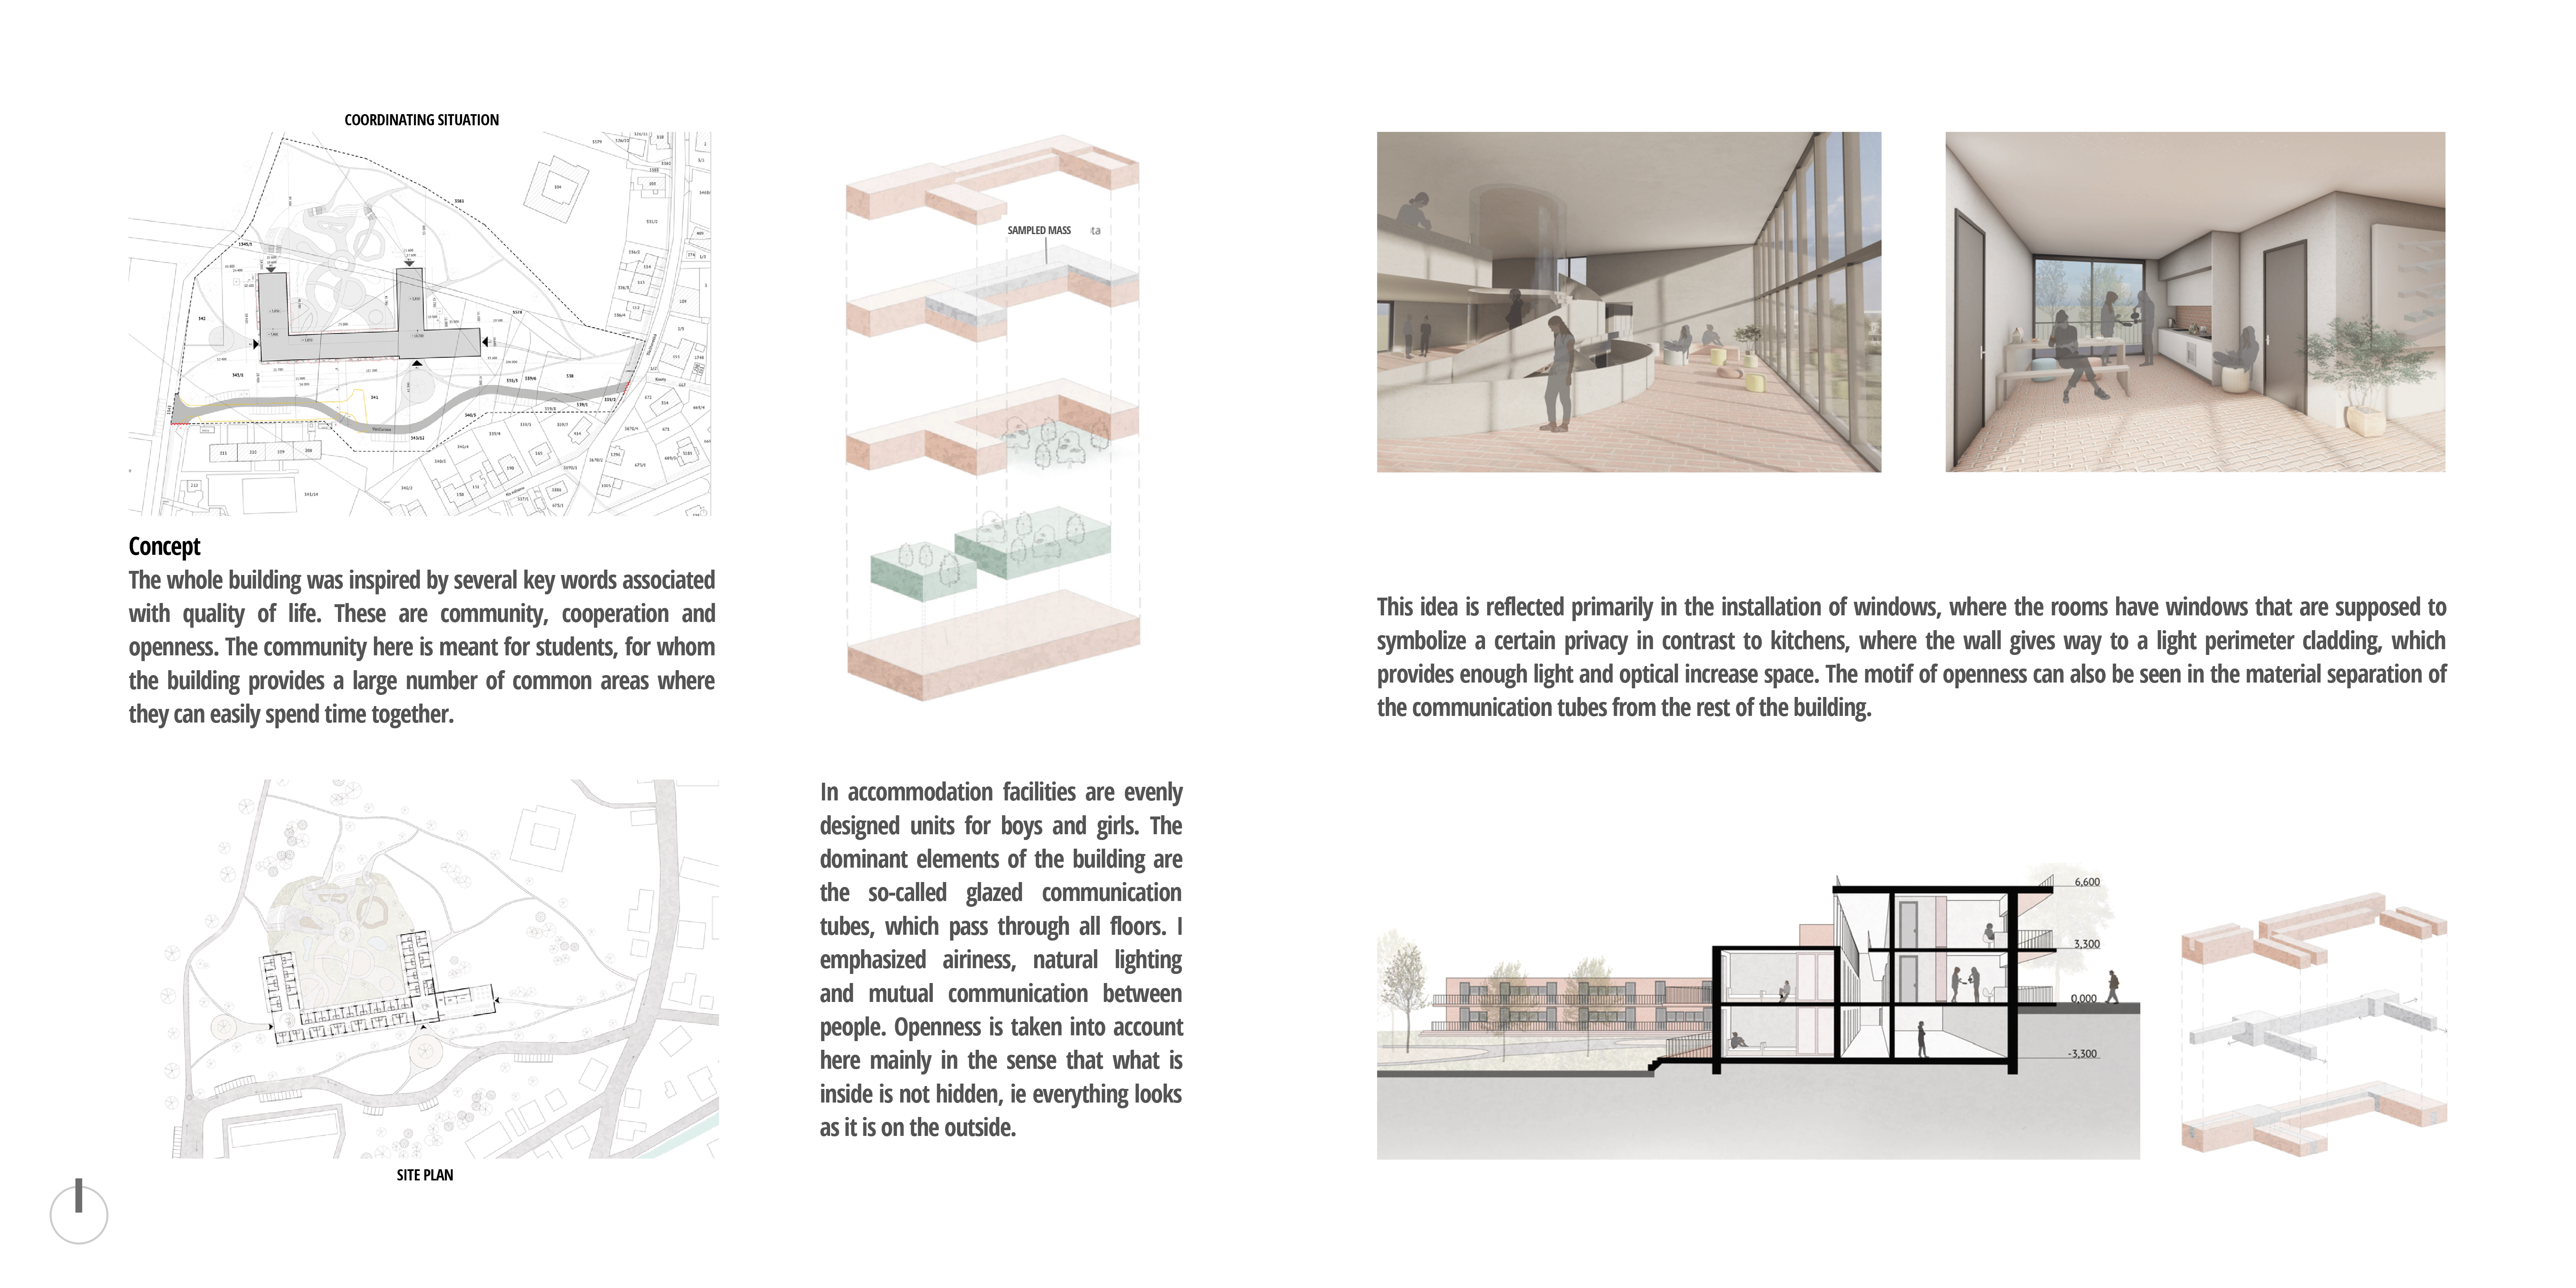 COORDINATING SITUATION
SAMPLED MASS
ta
Concept
The whole building was inspired by several key words associated
with quality of life. These are community, cooperation and
openness. The community here is meant for students, for whom
the building provides a large number of common areas where
they can easily spend time together.
SITE PLAN
In accommodation facilities are evenly
designed units for boys and girls. The
dominant elements of the building are
the so-called glazed communication
tubes, which pass through all floors. I
emphasized airiness, natural lighting
and mutual communication between
people. Openness is taken into account
here mainly in the sense that what is
inside is not hidden, ie everything looks
as it is on the outside.
This idea is reflected primarily in the installation of windows, where the rooms have windows that are supposed to
symbolize a certain privacy in contrast to kitchens, where the wall gives way to a light perimeter cladding, which
provides enough light and optical increase space. The motif of openness can also be seen in the material separation of
the communication tubes from the rest of the building.
6,600
3,300
0,000
-3,300